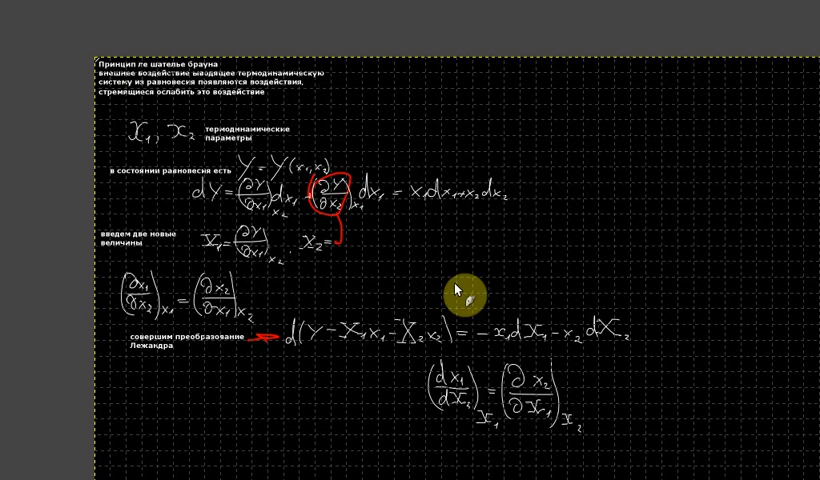 Принцип ле шателье брауна
внешнее воздействие ыводящее термодинамическую
систему из равновесия появляются воздействия,
стремящиеся ослабить это воздействие
X₁, X₂ термодинамические
параметры
в состоянии равновесия есть Y = Y(x₁, x₂)
dY = (∂Y/∂x₁)x₂ dx₁ (∂Y/∂x₂)x₁ dx₁ = X₁dx₁+x₂dx₂
введем две новые
величины
X₁ = (∂Y/∂x₁)x₂, X₂ =
(∂x₁/∂x₂)x₁ = (∂x₂/∂x₁)x₂
совершим преобразование
Лежандра
d(Y − X₁x₁ − X₂x₂) = −x₁dX₁ − x₂dX₂
(dx₁/dX₂)X₁ = (∂x₂/∂X₁)X₂